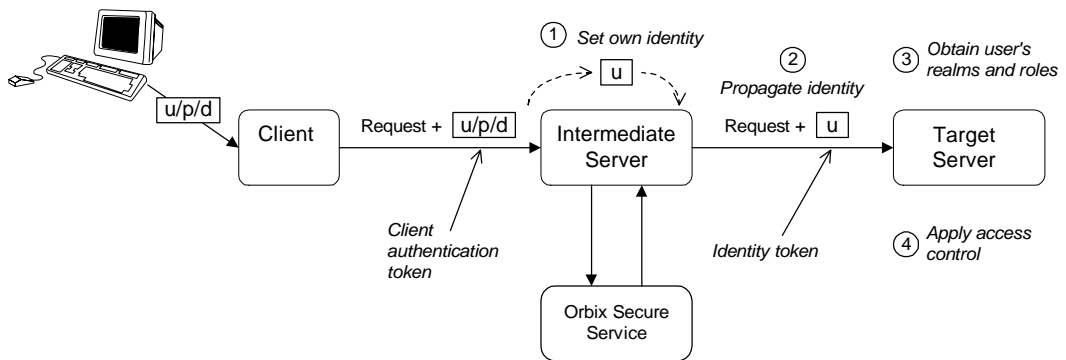 1 Set own identity
u
2
Propagate identity
3 Obtain user's
realms and roles
u/p/d
Client
Request + u/p/d
Intermediate
Server
Request + u
Target
Server
Client
authentication
token
Identity token
4 Apply access
control
Orbix Secure
Service